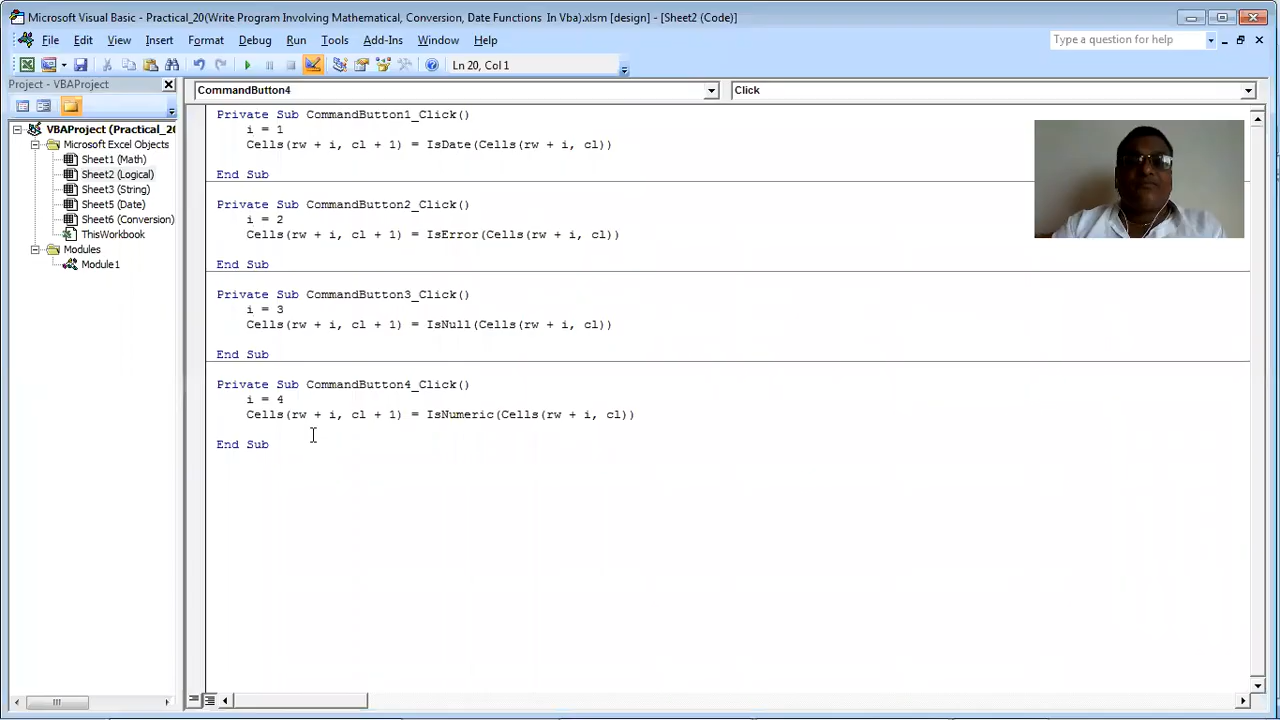 Microsoft Visual Basic - Practical_20(Write Program Involving Mathematical, Conversion, Date Functions In Vba).xlsm [design] - [Sheet2 (Code)]
File Edit View Insert Format Debug Run Tools Add-Ins Window Help
Type a question for help
Ln 20, Col 1
Project - VBAProject
CommandButton4
Click
VBAProject (Practical_20
Microsoft Excel Objects
Sheet1 (Math)
Sheet2 (Logical)
Sheet3 (String)
Sheet5 (Date)
Sheet6 (Conversion)
ThisWorkbook
Modules
Module1
Private Sub CommandButton1_Click()
i = 1
Cells(rw + i, cl + 1) = IsDate(Cells(rw + i, cl))
End Sub
Private Sub CommandButton2_Click()
i = 2
Cells(rw + i, cl + 1) = IsError(Cells(rw + i, cl))
End Sub
Private Sub CommandButton3_Click()
i = 3
Cells(rw + i, cl + 1) = IsNull(Cells(rw + i, cl))
End Sub
Private Sub CommandButton4_Click()
i = 4
Cells(rw + i, cl + 1) = IsNumeric(Cells(rw + i, cl))
End Sub